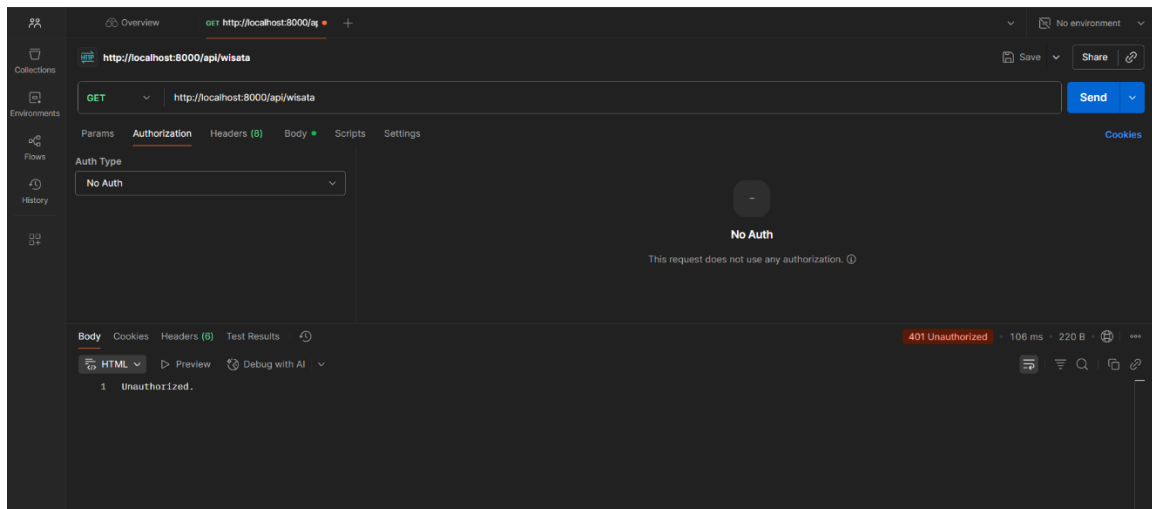 Overview
GET http://localhost:8000/ap
No environment
Collections
HTTP http://localhost:8000/api/wisata
Save
Share
Environments
GET http://localhost:8000/api/wisata
Send
Params Authorization Headers (8) Body Scripts Settings
Cookies
Flows
Auth Type
No Auth
History
No Auth
This request does not use any authorization.
Body Cookies Headers (6) Test Results
401 Unauthorized 106 ms 220 B
HTML Preview Debug with AI
1 Unauthorized.